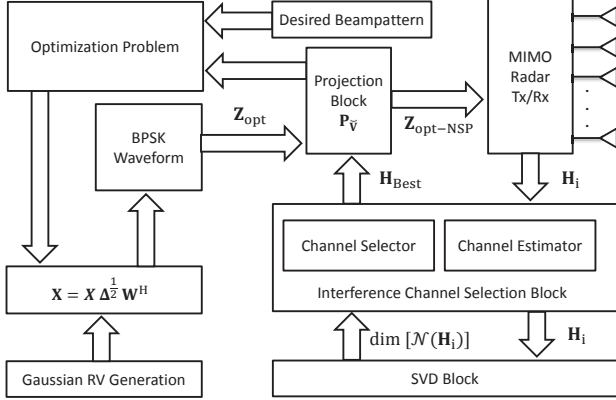 Desired Beampattern
Optimization Problem
Projection
Block
P_V̆
MIMO
Radar
Tx/Rx
BPSK
Waveform
Z_opt
Z_opt−NSP
H_Best
H_i
Channel Selector
Channel Estimator
Interference Channel Selection Block
X = X Δ^{1/2} W^H
dim [𝒩(H_i)]
H_i
Gaussian RV Generation
SVD Block